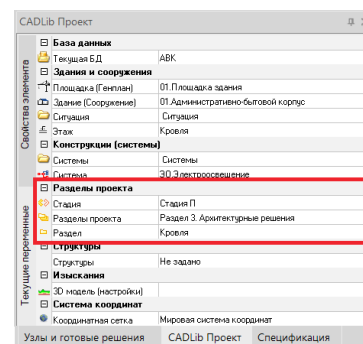 CADLib Проект
База данных
Текущая БД АВК
Здания и сооружения
Площадка (Генплан) 01.Площадка здания
Здание (Сооружение) 01.Административно-бытовой корпус
Ситуация Ситуация
Этаж Кровля
Конструкции (системы)
Системы Системы
Система ЭО.Электроосвещение
Разделы проекта
Стадия Стадия П
Разделы проекта Раздел 3. Архитектурные решения
Раздел Кровля
Структуры
Структуры Не задано
Изыскания
3D модель (настройки)
Система координат
Координатная сетка Мировая система координат
Свойства элемента
Текущие переменные
Узлы и готовые решения CADLib Проект Спецификация